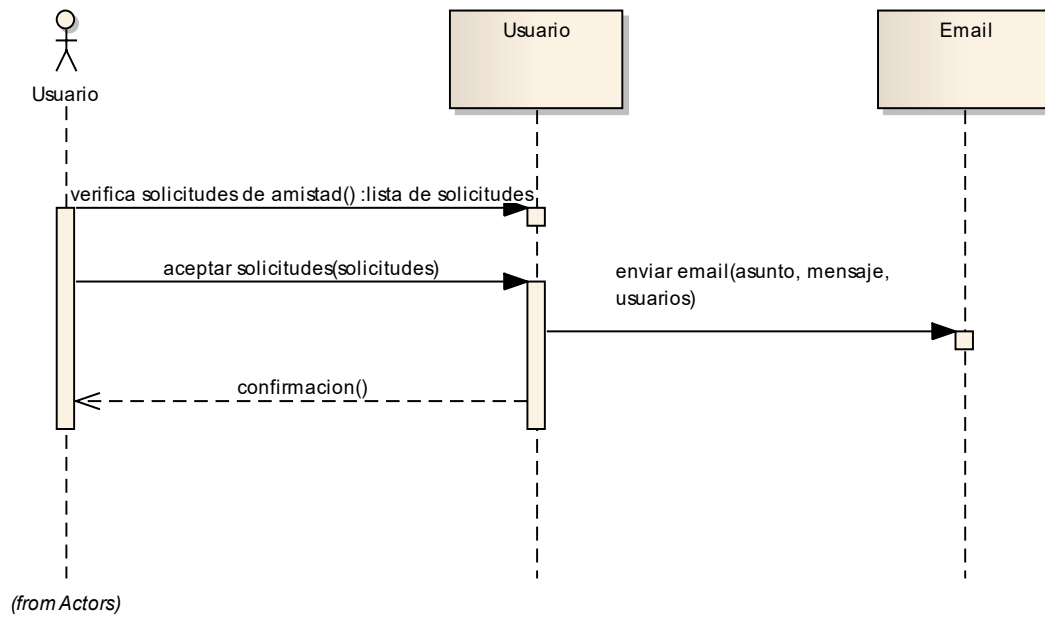 Usuario
Email
Usuario
verifica solicitudes de amistad() :lista de solicitudes
aceptar solicitudes(solicitudes)
enviar email(asunto, mensaje,
usuarios)
confirmacion()
(from Actors)